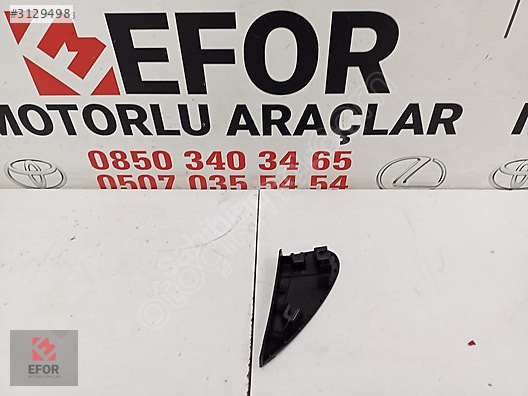 #3129498
EFOR
MOTORLU ARAÇLAR
0850 340 34 65
0507 035 54 54
EFOR